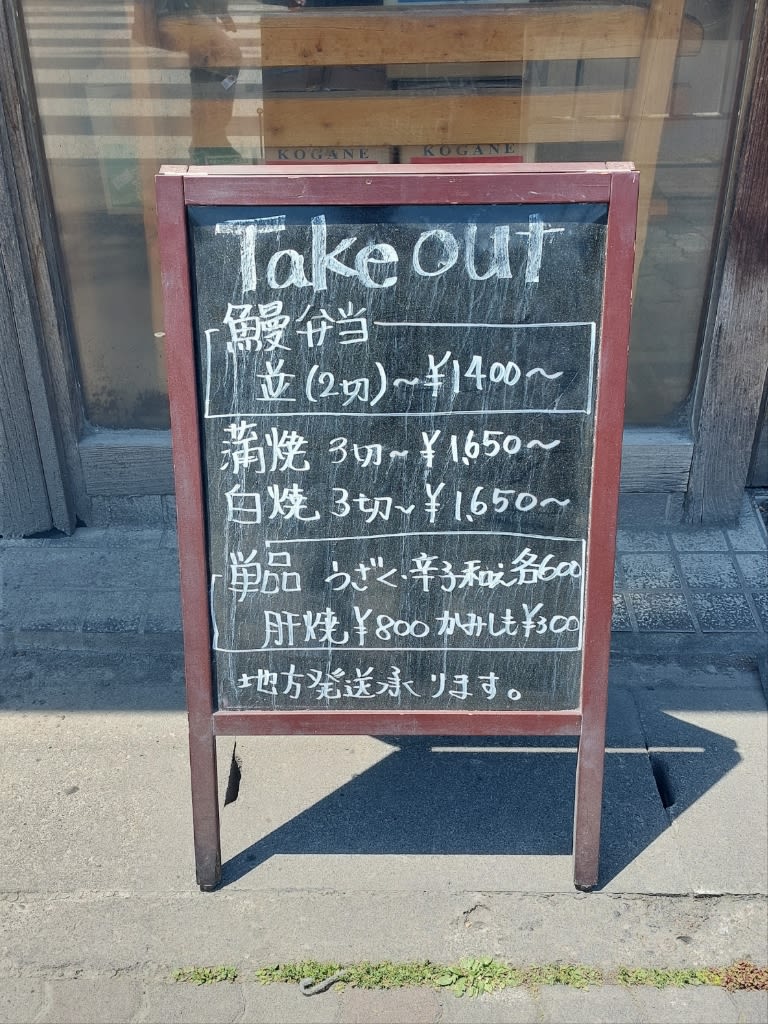 KOGANE KOGANE
Take out
鰻弁当
並(2切)~¥1400~
蒲焼 3切~¥1,650~
白焼 3切~¥1,650~
単品 うざく・辛子和え各600
肝焼¥800 かみしも¥300
地方発送承ります。